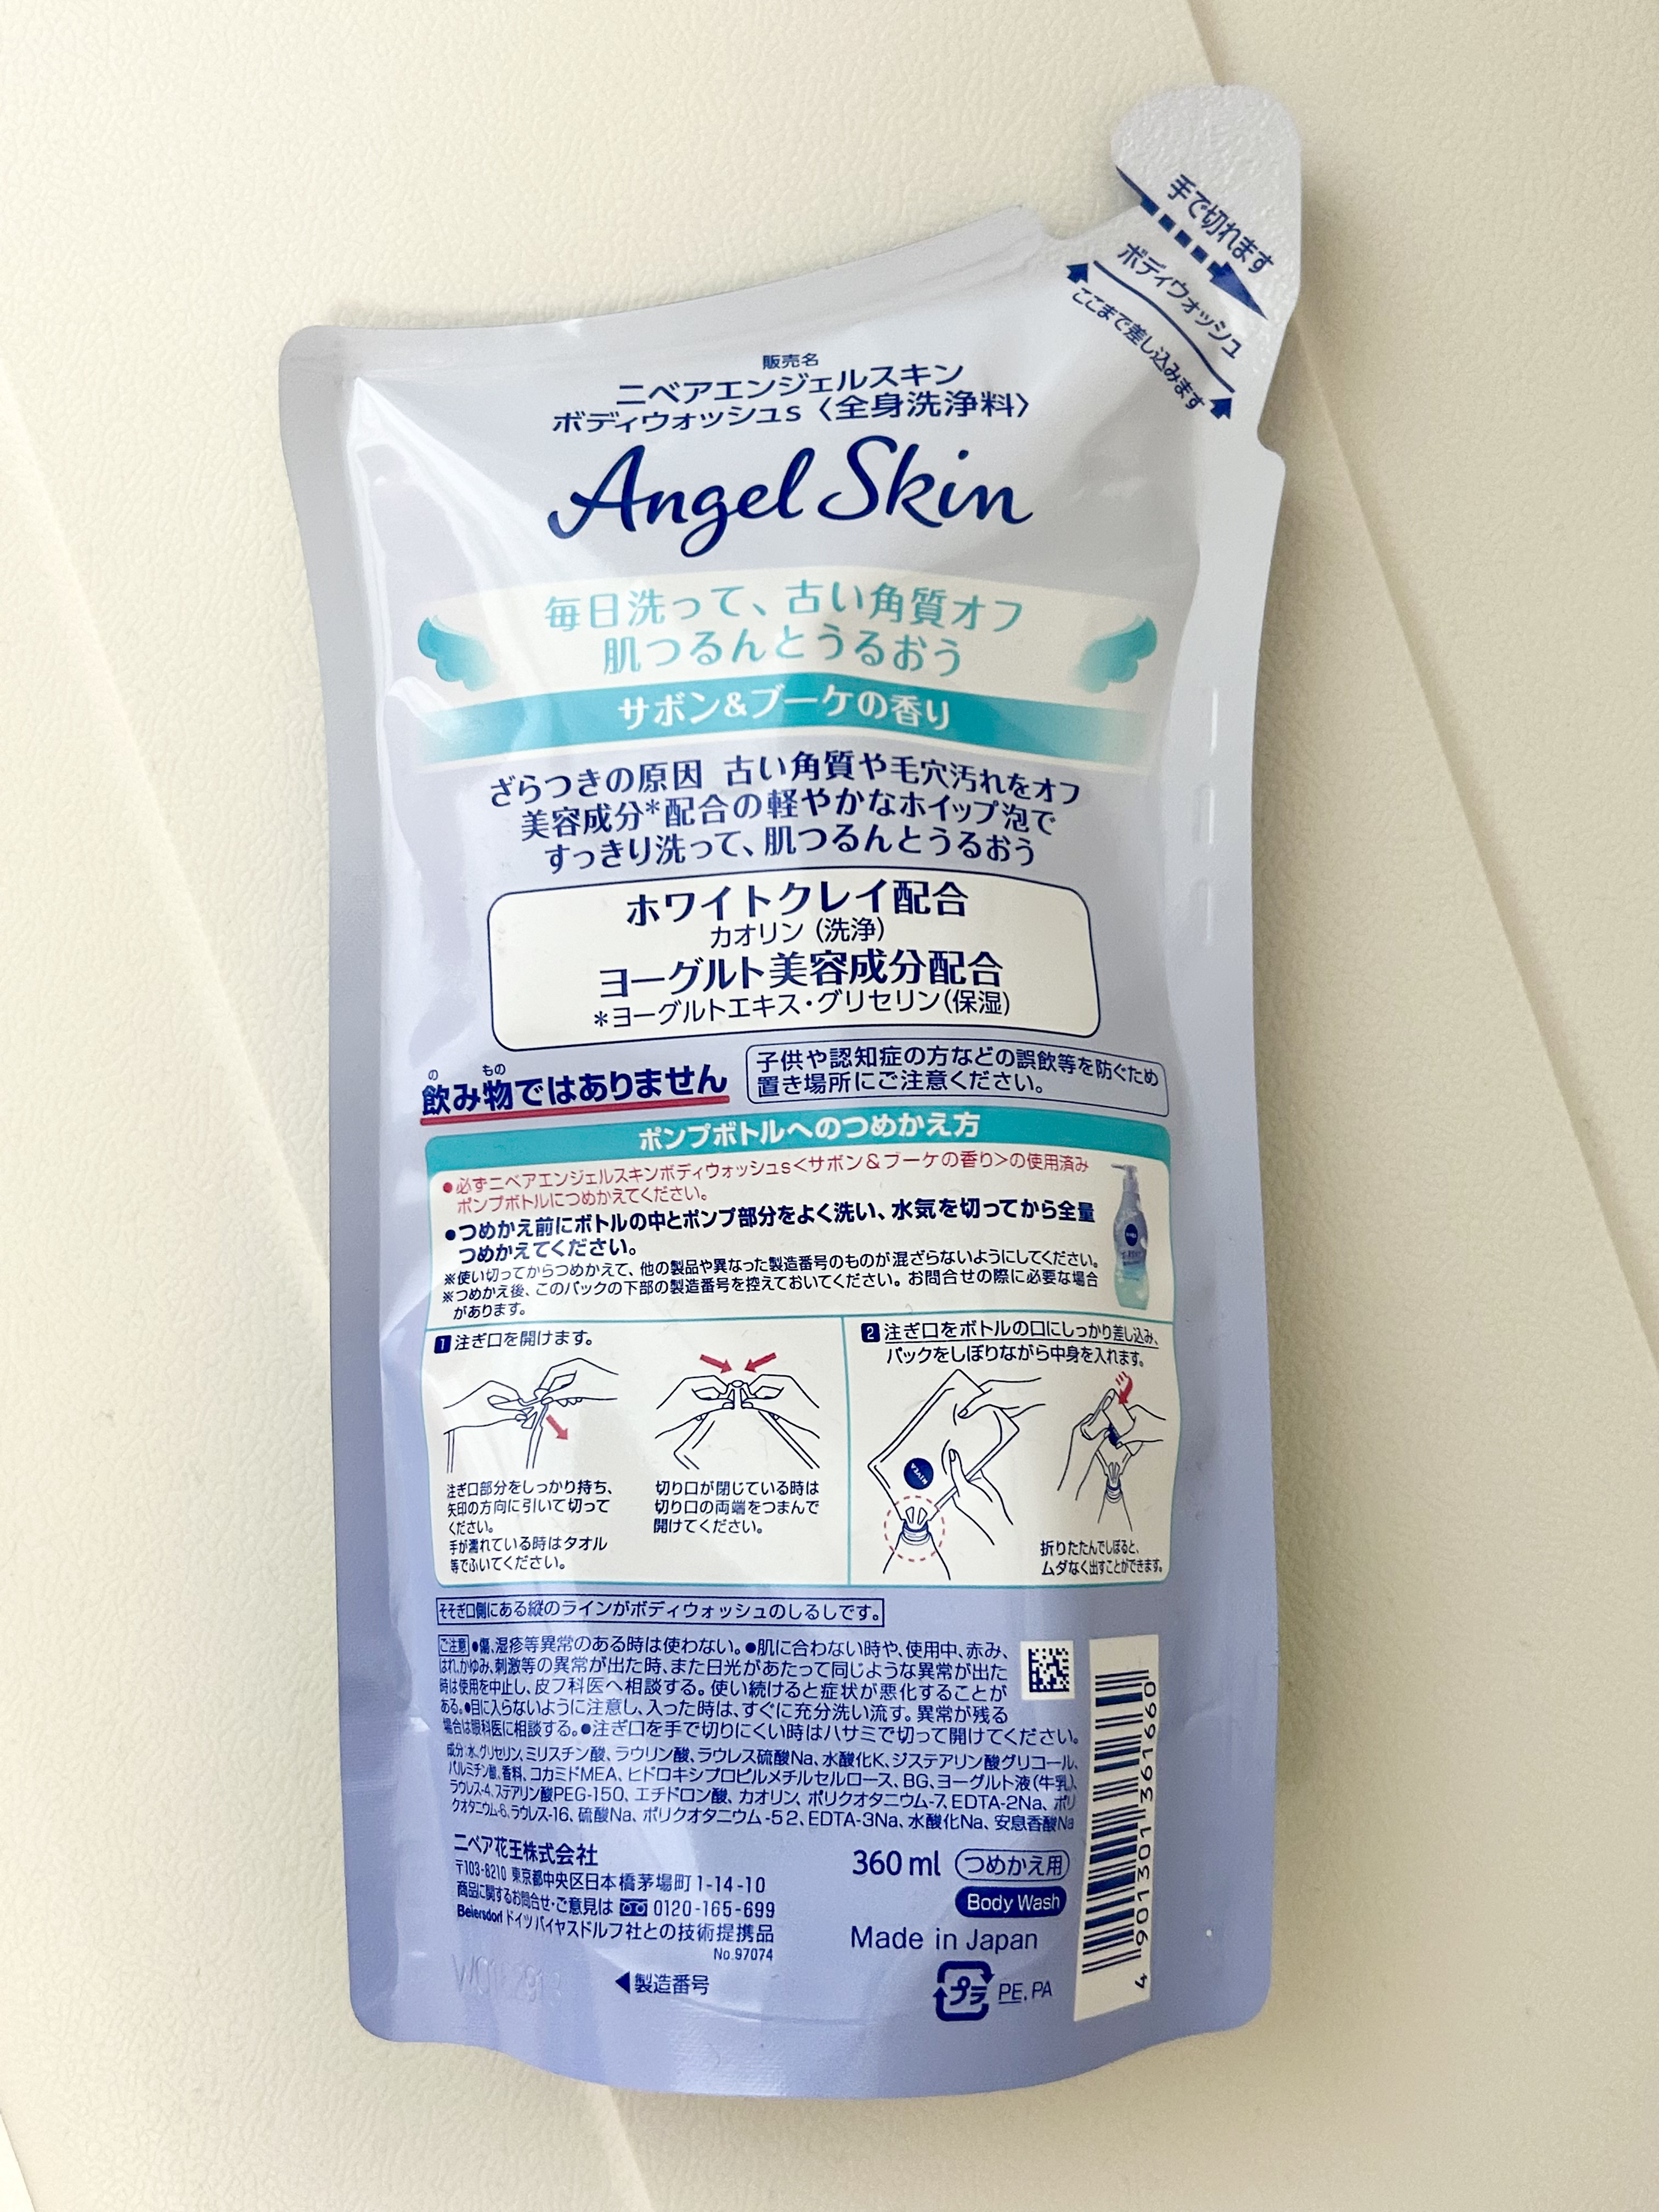 手で切れます
ボディウォッシュ
ここまで差し込みます
販売名
ニベアエンジェルスキン
ボディウォッシュs〈全身洗浄料〉
Angel Skin
毎日洗って、古い角質オフ
肌つるんとうるおう
サボン&ブーケの香り
ざらつきの原因 古い角質や毛穴汚れをオフ
美容成分*配合の軽やかなホイップ泡で
すっきり洗って、肌つるんとうるおう
ホワイトクレイ配合
カオリン（洗浄）
ヨーグルト美容成分配合
*ヨーグルトエキス・グリセリン（保湿）
の もの
飲み物ではありません
子供や認知症の方などの誤飲等を防ぐため
置き場所にご注意ください。
ポンプボトルへのつめかえ方
●必ずニベアエンジェルスキンボディウォッシュs<サボン&ブーケの香り>の使用済み
ポンプボトルにつめかえてください。
●つめかえ前にボトルの中とポンプ部分をよく洗い、水気を切ってから全量
つめかえてください。
※使い切ってからつめかえて、他の製品や異なった製造番号のものが混ざらないようにしてください。
※つめかえ後、このパックの下部の製造番号を控えておいてください。お問合せの際に必要な場合
があります。
1 注ぎ口を開けます。
注ぎ口部分をしっかり持ち、
矢印の方向に引いて切って
ください。
手が濡れている時はタオル
等でふいてください。
切り口が閉じている時は
切り口の両端をつまんで
開けてください。
2 注ぎ口をボトルの口にしっかり差し込み、
パックをしぼりながら中身を入れます。
NIVEA
折りたたんでしぼると、
ムダなく出すことができます。
そそぎ口側にある縦のラインがボディウォッシュのしるしです。
ご注意 ●傷、湿疹等異常のある時は使わない。●肌に合わない時や、使用中、赤み、
はれ、かゆみ、刺激等の異常が出た時、また日光があたって同じような異常が出た
時は使用を中止し、皮フ科医へ相談する。使い続けると症状が悪化することが
ある。●目に入らないように注意し、入った時は、すぐに充分洗い流す。異常が残る
場合は眼科医に相談する。●注ぎ口を手で切りにくい時はハサミで切って開けてください。
成分：水、グリセリン、ミリスチン酸、ラウリン酸、ラウレス硫酸Na、水酸化K、ジステアリン酸グリコール、
パルミチン酸、香料、コカミドMEA、ヒドロキシプロピルメチルセルロース、BG、ヨーグルト液（牛乳）、
ラウレス-4、ステアリン酸PEG-150、エチドロン酸、カオリン、ポリクオタニウム-7、EDTA-2Na、ポリ
クオタニウム-6、ラウレス-16、硫酸Na、ポリクオタニウム-52、EDTA-3Na、水酸化Na、安息香酸Na
ニベア花王株式会社
〒103-8210 東京都中央区日本橋茅場町1-14-10
商品に関するお問合せ・ご意見は 0120-165-699
Beiersdorf ドイツバイヤスドルフ社との技術提携品
No.97074
◀製造番号
360ml つめかえ用
Body Wash
Made in Japan
プラ PE, PA
4901301361660